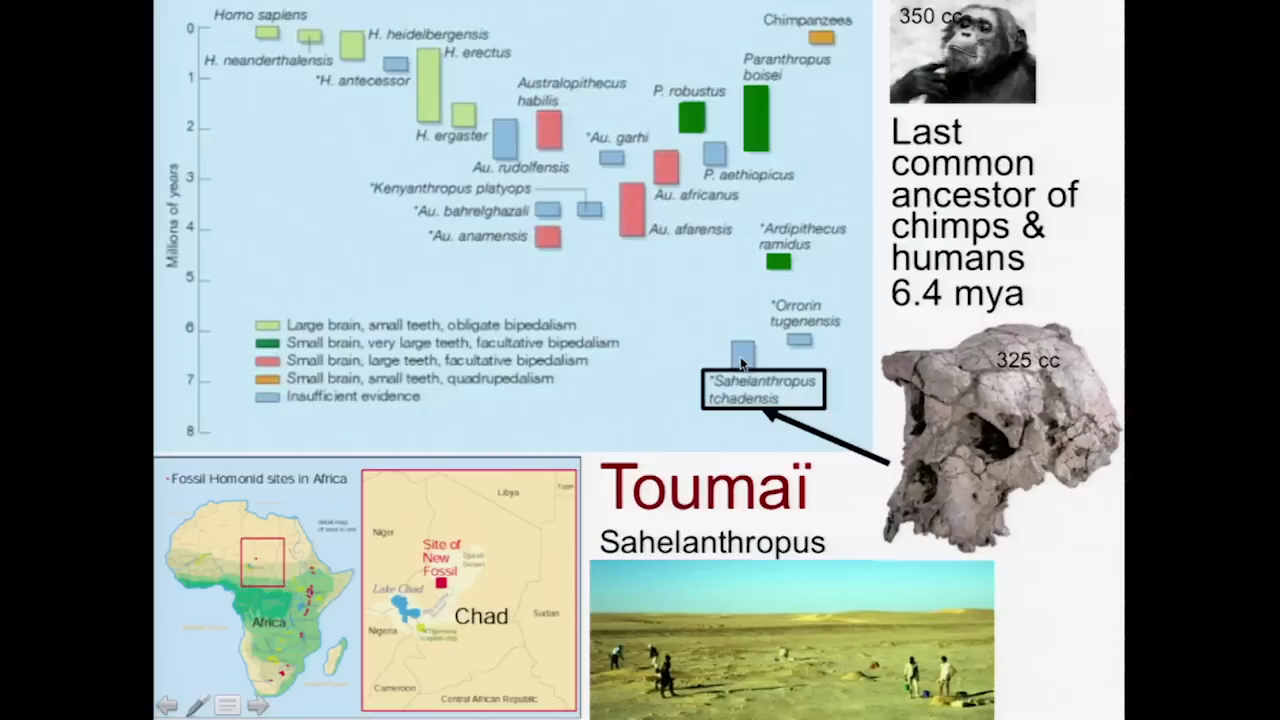 Homo sapiens
Chimpanzees
350 cc
0
H. heidelbergensis
H. erectus
H. neanderthalensis
*H. antecessor
Paranthropus
boisei
1
Australopithecus
habilis
P. robustus
2
H. ergaster
*Au. garhi
Au. rudolfensis
P. aethiopicus
3
*Kenyanthropus platyops
Au. africanus
*Au. bahrelghazali
4
*Au. anamensis
Au. afarensis
*Ardipithecus
ramidus
5
*Orrorin
tugenensis
6
7
*Sahelanthropus
tchadensis
8
Millions of years
Large brain, small teeth, obligate bipedalism
Small brain, very large teeth, facultative bipedalism
Small brain, large teeth, facultative bipedalism
Small brain, small teeth, quadrupedalism
Insufficient evidence
Last
common
ancestor of
chimps &
humans
6.4 mya
325 cc
Toumaï
Sahelanthropus
·Fossil Homonid sites in Africa
Africa
Libya
Niger
Site of
New
Fossil
Djurab
Desert
Lake Chad
Chad
Sudan
Nigeria
Cameroon
Central African Republic